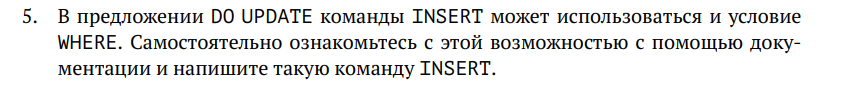 5. В предложении DO UPDATE команды INSERT может использоваться и условие
WHERE. Самостоятельно ознакомьтесь с этой возможностью с помощью доку-
ментации и напишите такую команду INSERT.